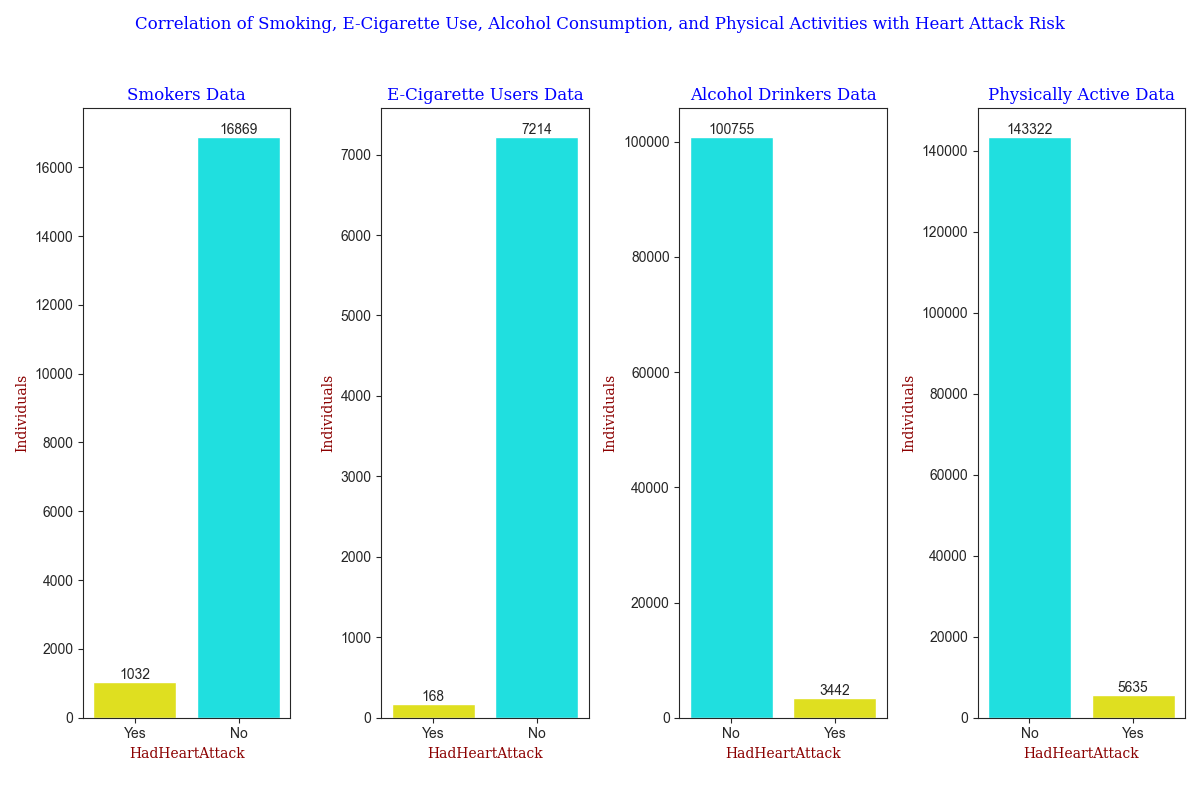 Correlation of Smoking, E-Cigarette Use, Alcohol Consumption, and Physical Activities with Heart Attack Risk
Smokers Data
16869
16000
14000
12000
10000
8000
6000
4000
2000
0
1032
Individuals
Yes No
HadHeartAttack
E-Cigarette Users Data
7214
7000
6000
5000
4000
3000
2000
1000
0
168
Individuals
Yes No
HadHeartAttack
Alcohol Drinkers Data
100755
100000
80000
60000
40000
20000
0
3442
Individuals
No Yes
HadHeartAttack
Physically Active Data
143322
140000
120000
100000
80000
60000
40000
20000
0
5635
Individuals
No Yes
HadHeartAttack